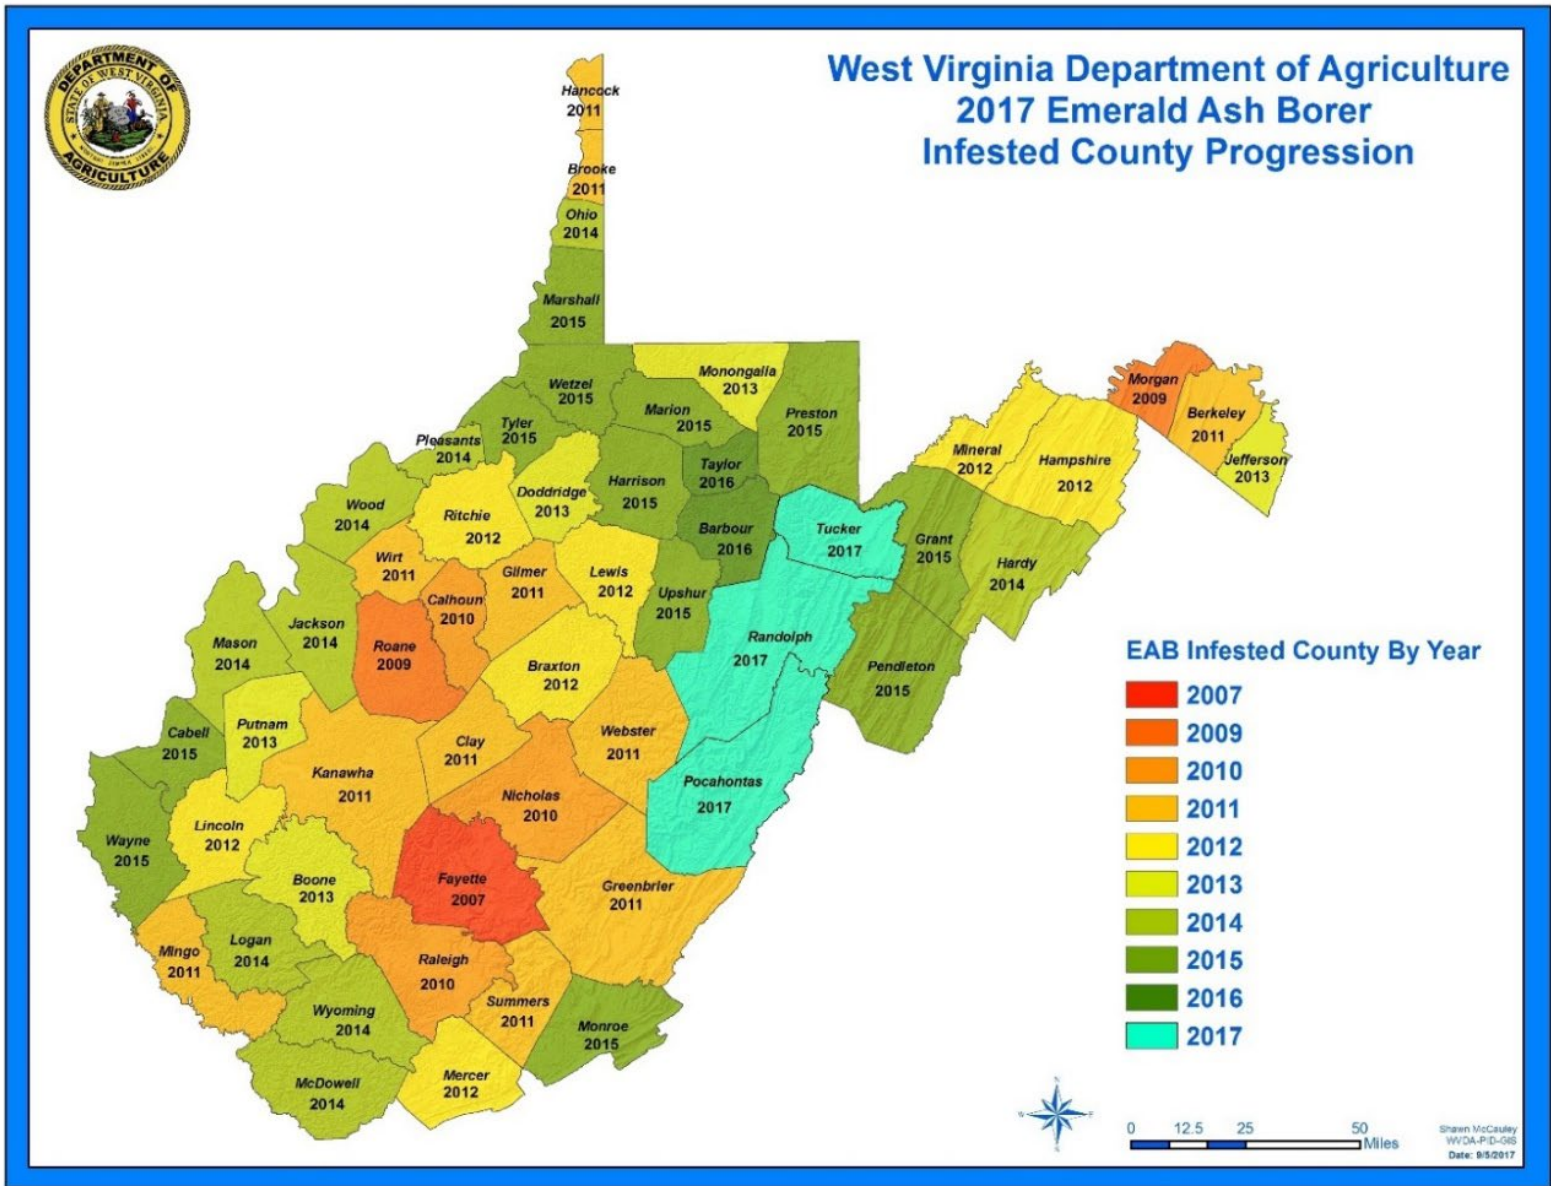 DEPARTMENT OF
STATE OF WEST VIRGINIA
AGRICULTURE
West Virginia Department of Agriculture
2017 Emerald Ash Borer
Infested County Progression
Hancock
2011
Brooke
2011
Ohio
2014
Marshall
2015
Wetzel
2015
Monongalia
2013
Marion
2015
Preston
2015
Tyler
2015
Pleasants
2014
Morgan
2009
Berkeley
2011
Jefferson
2013
Mineral
2012
Hampshire
2012
Taylor
2016
Harrison
2015
Doddridge
2013
Ritchie
2012
Wood
2014
Barbour
2016
Tucker
2017
Grant
2015
Hardy
2014
Wirt
2011
Gilmer
2011
Lewis
2012
Upshur
2015
Calhoun
2010
Jackson
2014
Mason
2014
Roane
2009
Randolph
2017
Pendleton
2015
Braxton
2012
Cabell
2015
Putnam
2013
Clay
2011
Webster
2011
Kanawha
2011
Nicholas
2010
Pocahontas
2017
Wayne
2015
Lincoln
2012
Boone
2013
Fayette
2007
Greenbrier
2011
Mingo
2011
Logan
2014
Raleigh
2010
Summers
2011
Monroe
2015
Wyoming
2014
Mercer
2012
McDowell
2014
EAB Infested County By Year
2007
2009
2010
2011
2012
2013
2014
2015
2016
2017
0 12.5 25 50
Miles
Shawn McCauley
WVDA-PID-GIS
Date: 9/5/2017